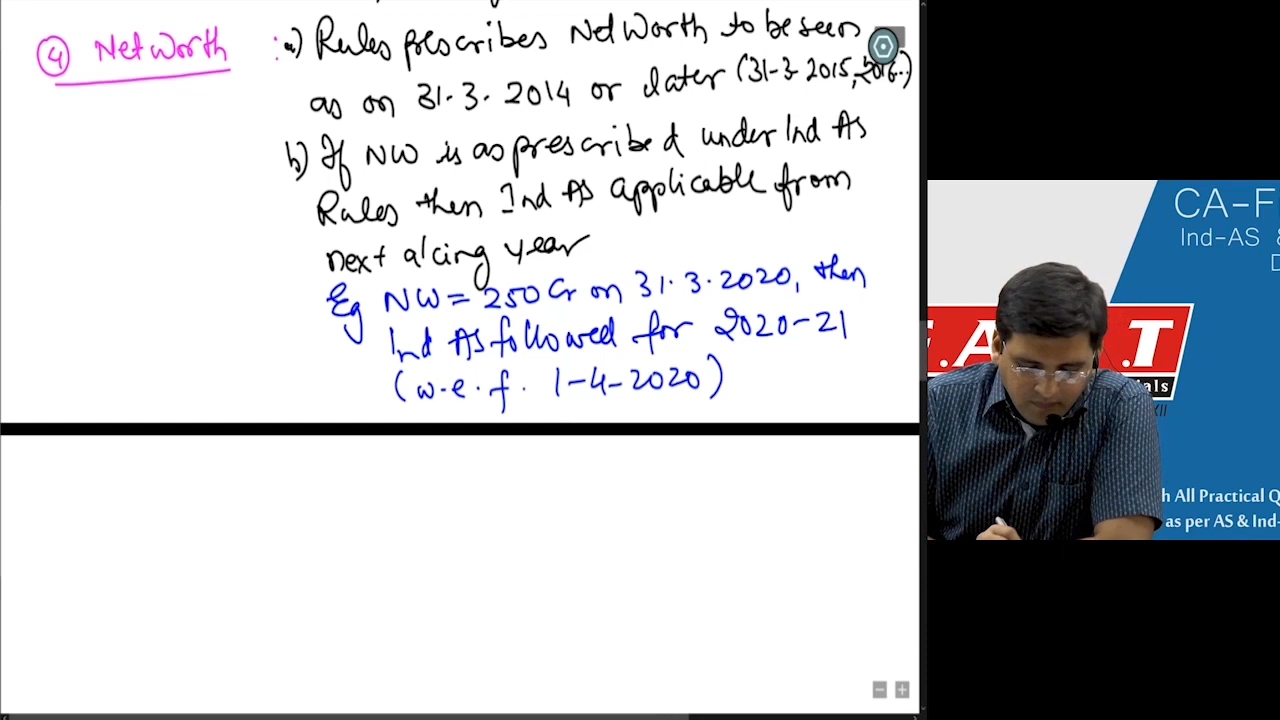 ④ Networth : a) Rules prescribes Net Worth to be seen
as on 31.3.2014 or later (31-3-2015, 2016..)
b) If NW is as prescribed under Ind AS
Rules then Ind AS applicable from
next a/cing year
Eg NW = 250 Cr on 31.3.2020, then
Ind AS followed for 2020-21
(w.e.f. 1-4-2020)
CA-F
Ind-AS &
D
.A
.T
als
XII
h All Practical Q
as per AS & Ind-